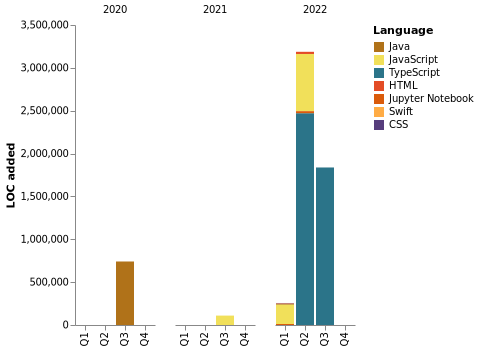 2020 2021 2022
Language
Java
JavaScript
TypeScript
HTML
Jupyter Notebook
Swift
CSS
LOC added
3,500,000
3,000,000
2,500,000
2,000,000
1,500,000
1,000,000
500,000
0
Q1 Q2 Q3 Q4 Q1 Q2 Q3 Q4 Q1 Q2 Q3 Q4